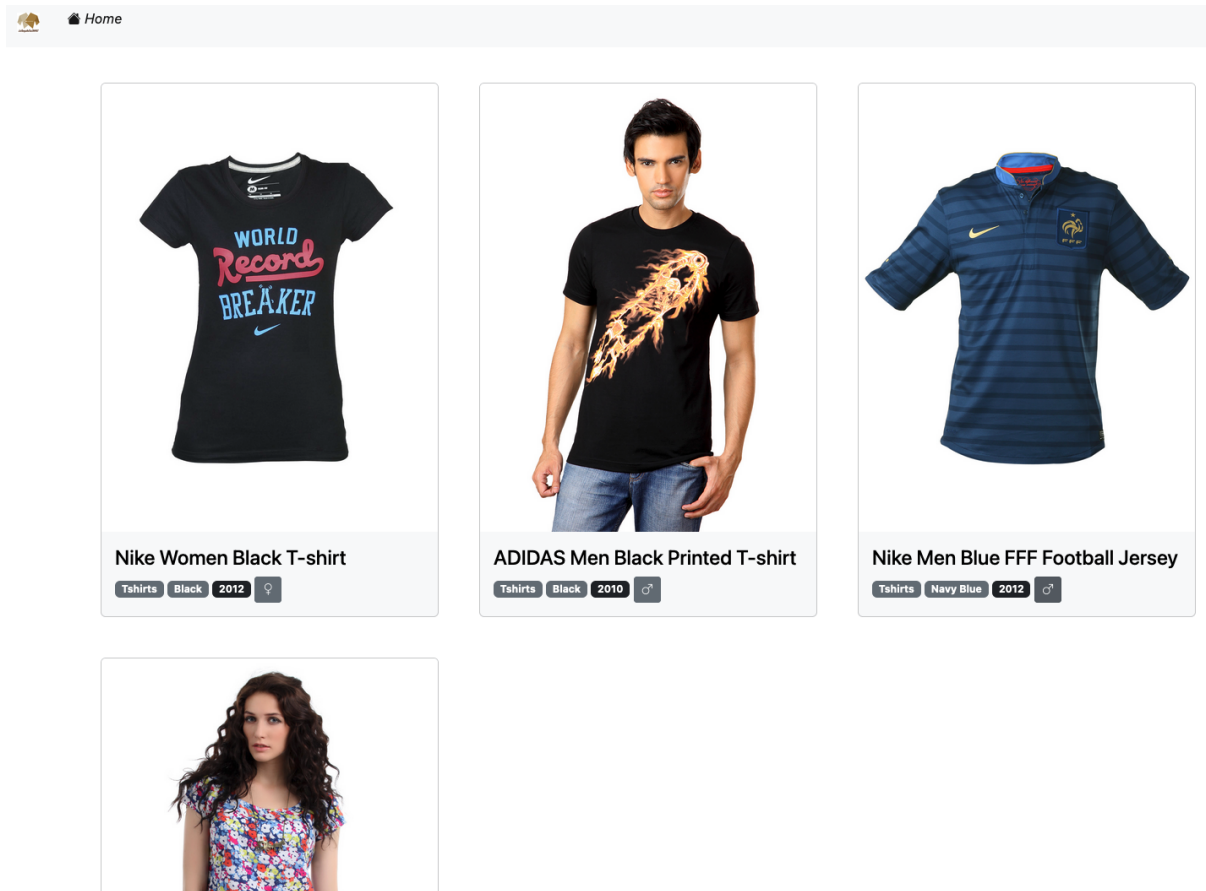 Home
WORLD
Record
BREAKER
Nike Women Black T-shirt
Tshirts Black 2012
ADIDAS Men Black Printed T-shirt
Tshirts Black 2010
Nike Men Blue FFF Football Jersey
Tshirts Navy Blue 2012